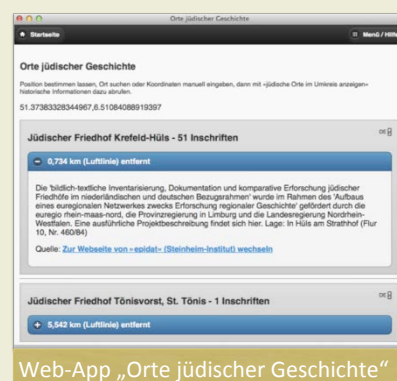 Orte jüdischer Geschichte
Startseite
Menü / Hilfe
Orte jüdischer Geschichte
Position bestimmen lassen, Ort suchen oder Koordinaten manuell eingeben, dann mit »jüdische Orte im Umkreis anzeigen«
historische Informationen dazu abrufen.
51.37383328344967,6.51084088919397
Jüdischer Friedhof Krefeld-Hüls - 51 Inschriften
DE
0,734 km (Luftlinie) entfernt
Die 'bildlich-textliche Inventarisierung, Dokumentation und komparative Erforschung jüdischer
Friedhöfe im niederländischen und deutschen Bezugsrahmen' wurde im Rahmen des 'Aufbaus
eines euregionalen Netzwerkes zwecks Erforschung regionaler Geschichte' gefördert durch die
euregio rhein-maas-nord, die Provinzregierung in Limburg und die Landesregierung Nordrhein-
Westfalen. Eine ausführliche Projektbeschreibung findet sich hier. Lage: In Hüls am Strathhof (Flur
10, Nr. 460/84)
Quelle: Zur Webseite von »epidat« (Steinheim-Institut) wechseln
Jüdischer Friedhof Tönisvorst, St. Tönis - 1 Inschriften
DE
5,542 km (Luftlinie) entfernt
Web-App „Orte jüdischer Geschichte“